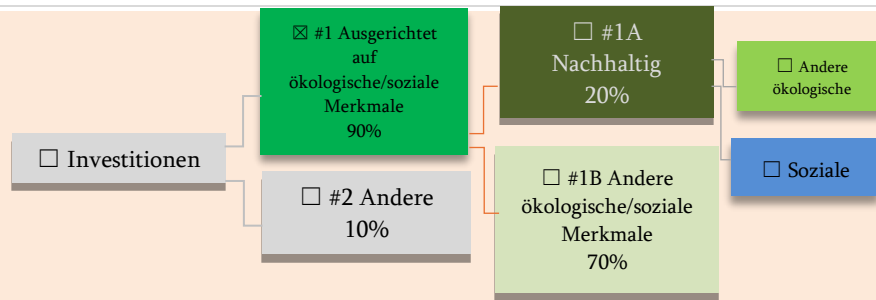 ☐ Investitionen
☒ #1 Ausgerichtet
auf
ökologische/soziale
Merkmale
90%
☐ #2 Andere
10%
☐ #1A
Nachhaltig
20%
☐ #1B Andere
ökologische/soziale
Merkmale
70%
☐ Andere
ökologische
☐ Soziale